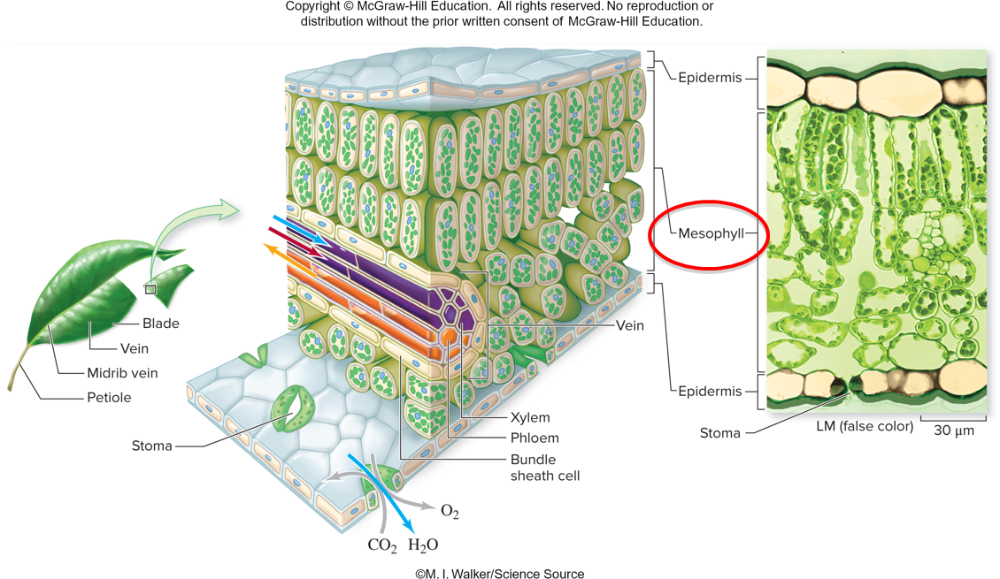 Copyright © McGraw-Hill Education. All rights reserved. No reproduction or
distribution without the prior written consent of McGraw-Hill Education.
Epidermis
Mesophyll
Blade
Vein
Midrib vein
Petiole
Vein
Epidermis
Xylem
Phloem
Bundle
sheath cell
Stoma
Stoma
LM (false color)
30 µm
O₂
CO₂ H₂O
©M. I. Walker/Science Source